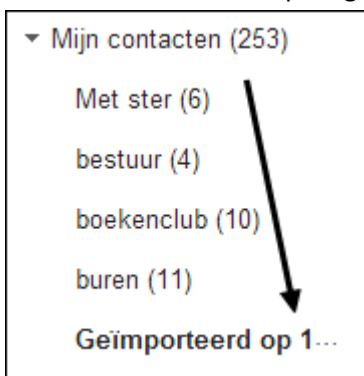 Mijn contacten (253)
Met ster (6)
bestuur (4)
boekenclub (10)
buren (11)
Geïmporteerd op 1...